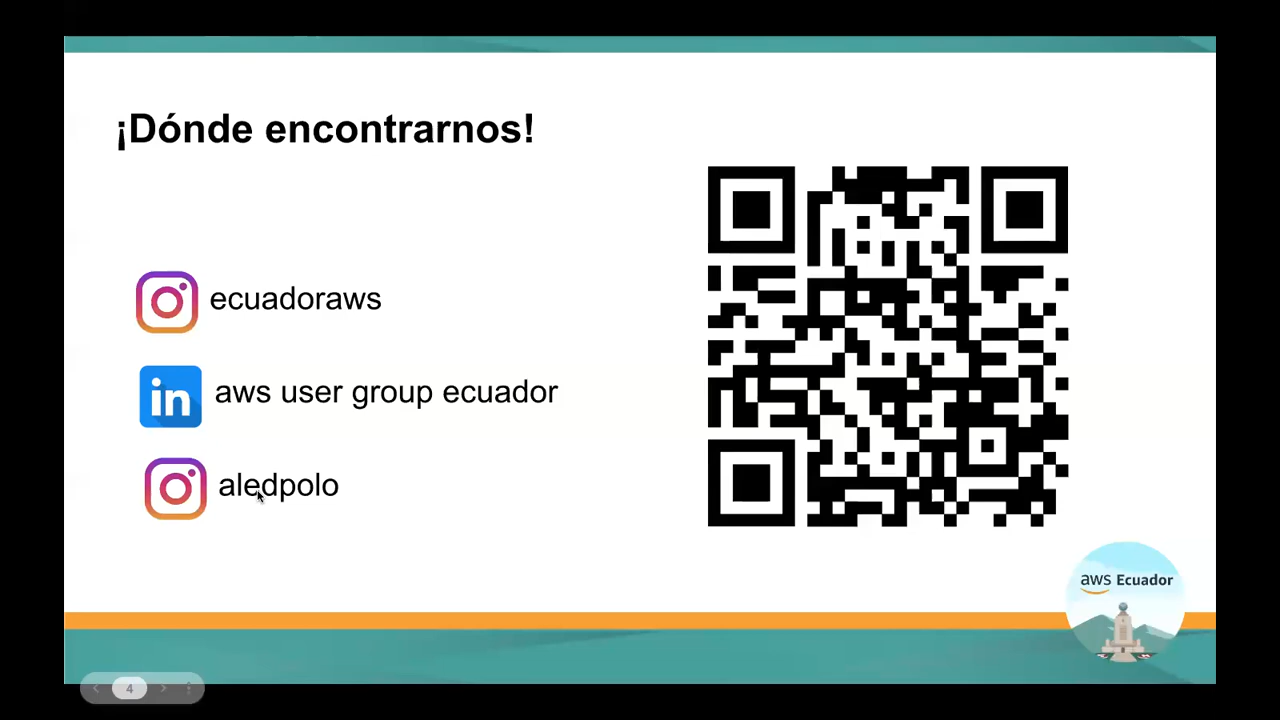 ¡Dónde encontrarnos!
ecuadoraws
aws user group ecuador
aledpolo
aws Ecuador
4